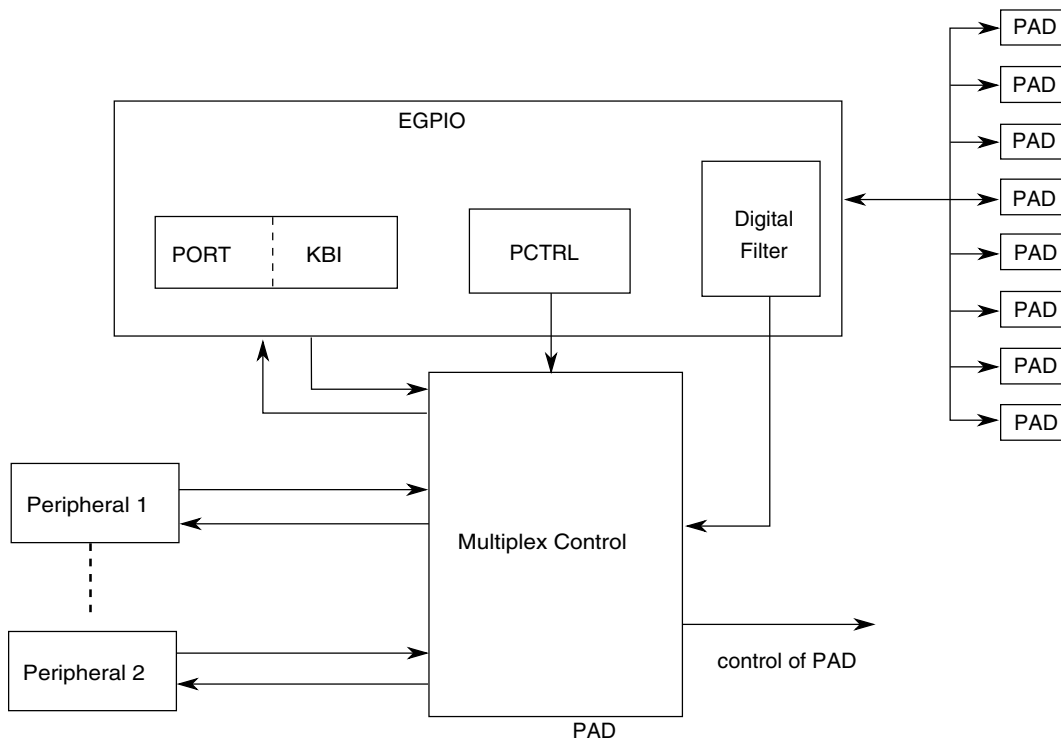 PAD
PAD
EGPIO
PAD
PAD
Digital
Filter
PORT
KBI
PCTRL
PAD
PAD
PAD
PAD
Peripheral 1
Multiplex Control
Peripheral 2
control of PAD
PAD